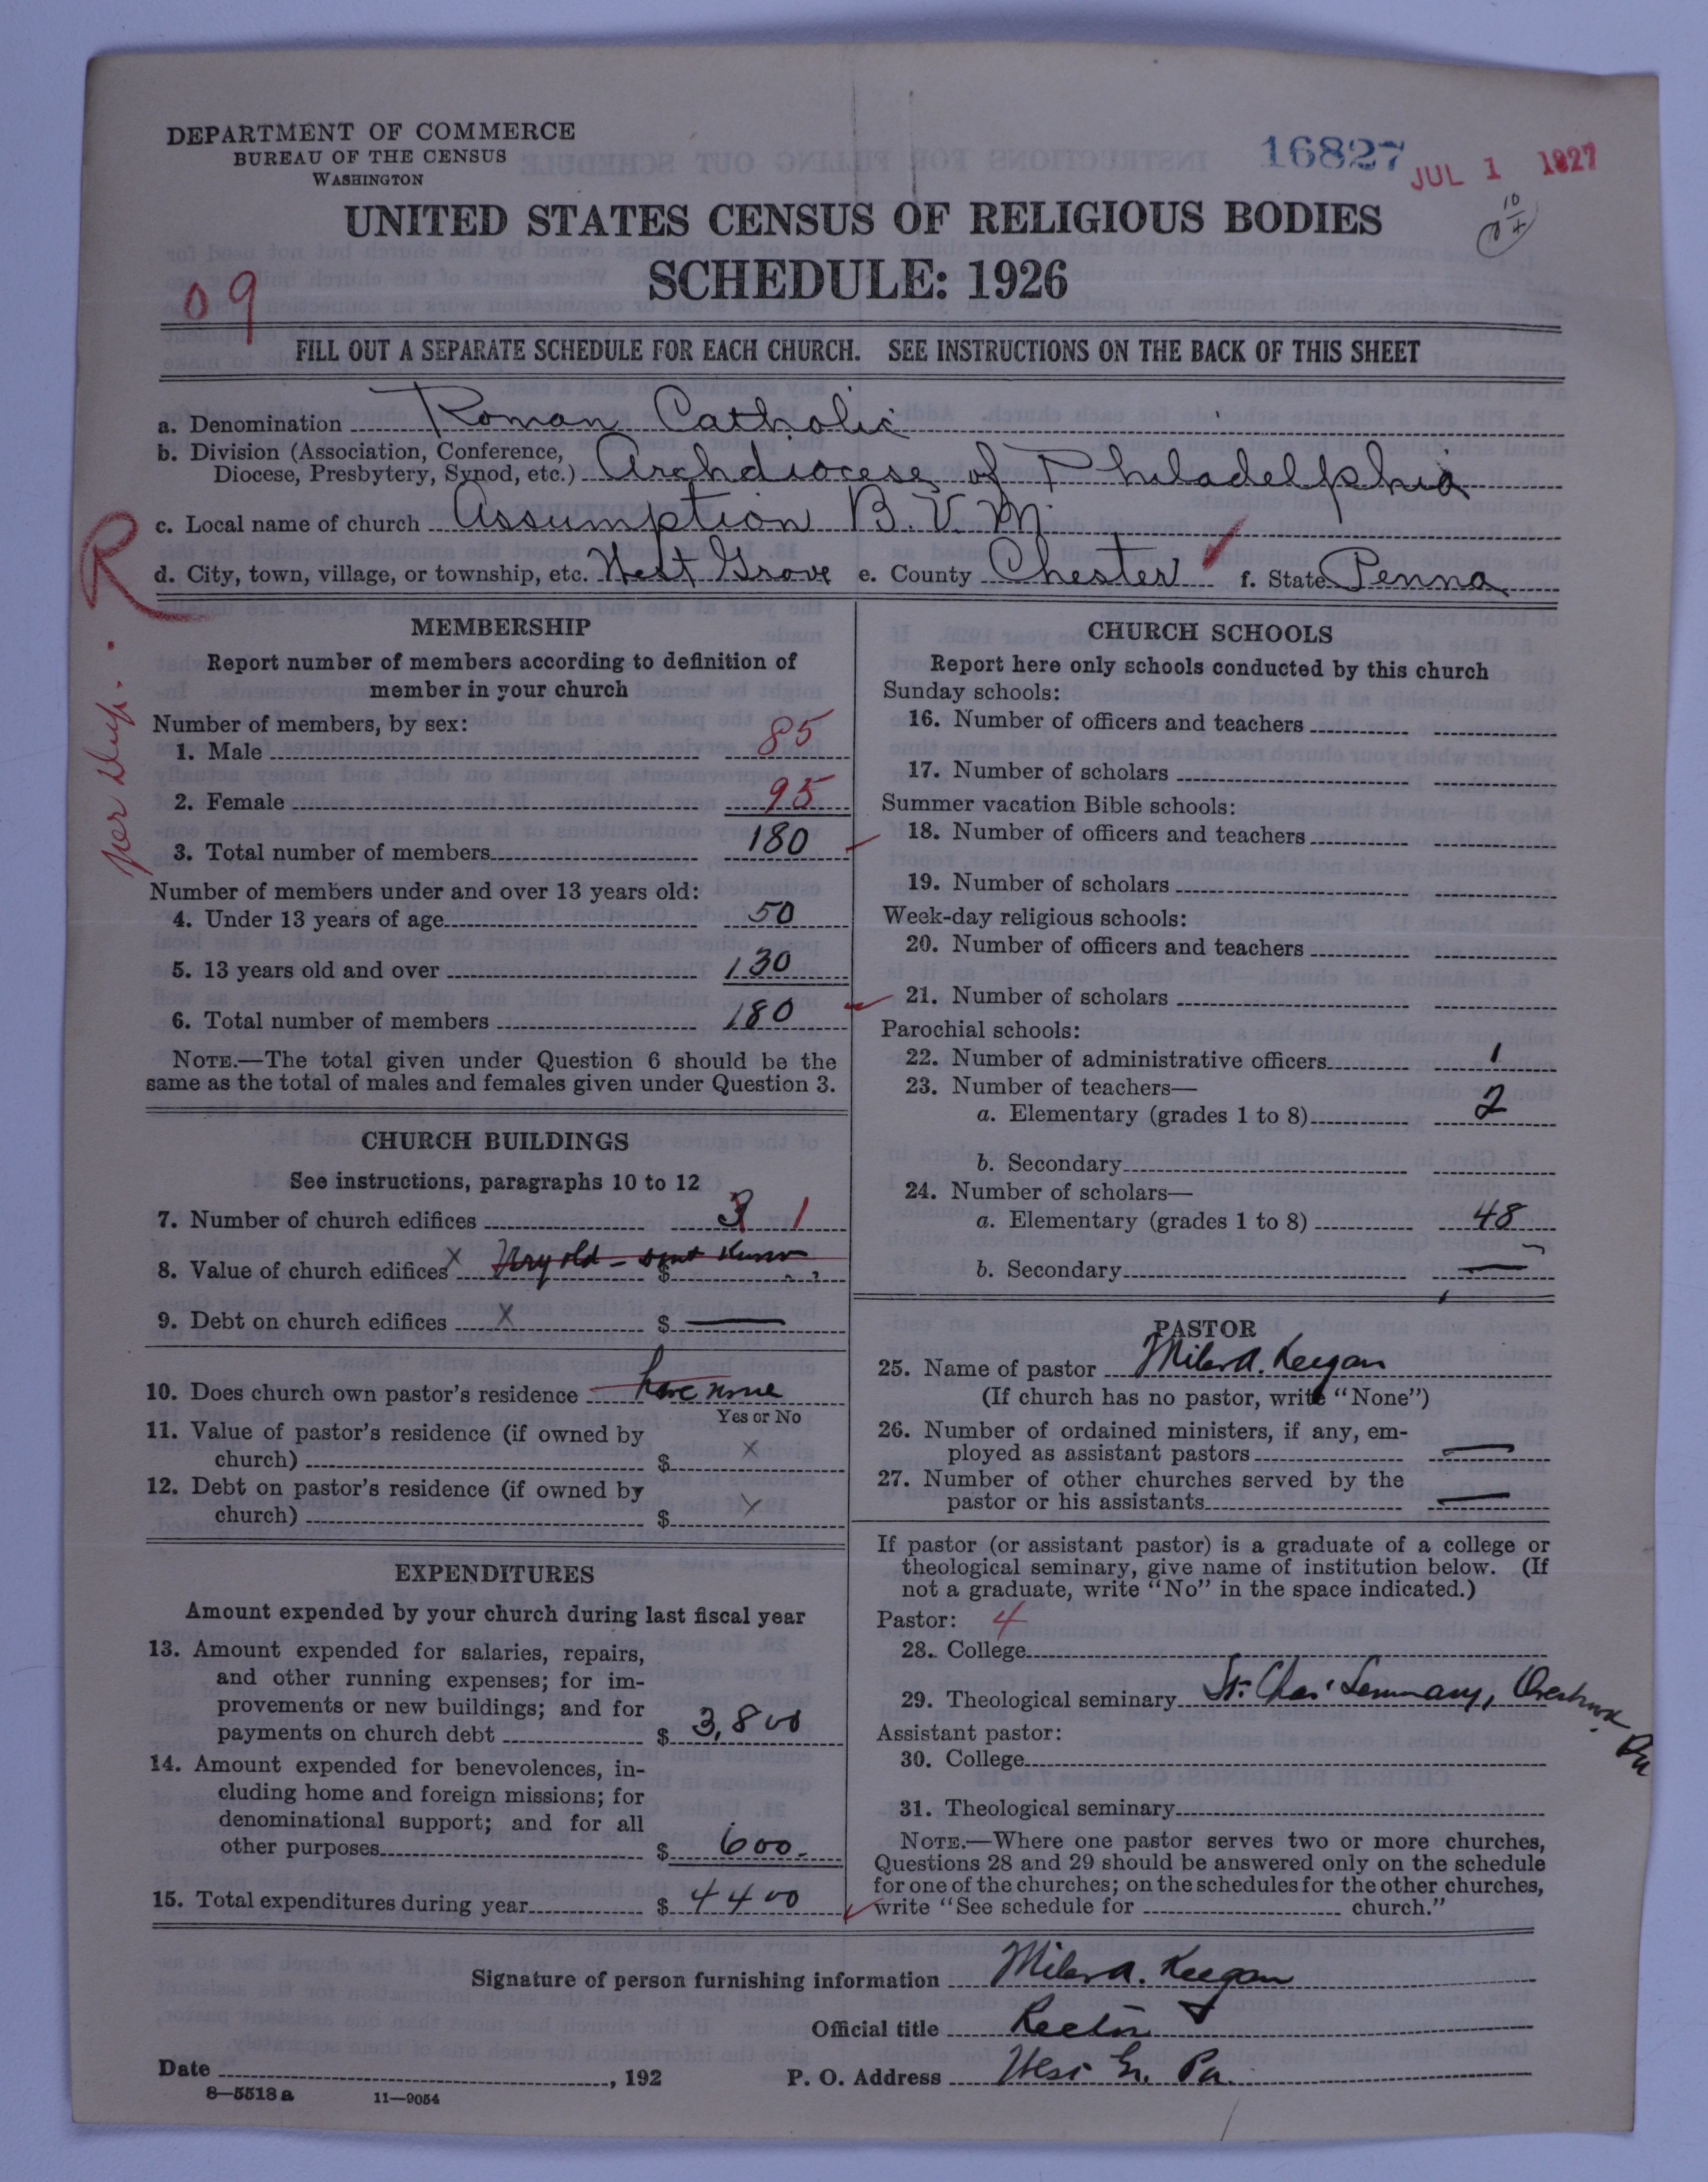 DEPARTMENT OF COMMERCE
BUREAU OF THE CENSUS
WASHINGTON
16827
JUL 1 1927
UNITED STATES CENSUS OF RELIGIOUS BODIES
SCHEDULE: 1926
09
FILL OUT A SEPARATE SCHEDULE FOR EACH CHURCH. SEE INSTRUCTIONS ON THE BACK OF THIS SHEET
a. Denomination Roman Catholic
b. Division (Association, Conference,
Diocese, Presbytery, Synod, etc.) Archdiocese of Philadelphia
c. Local name of church Assumption B. V. M.
d. City, town, village, or township, etc. West Grove e. County Chester f. State Penna
R
per
MEMBERSHIP
Report number of members according to definition of
member in your church
Number of members, by sex:
1. Male 85
2. Female 95
3. Total number of members 180
Number of members under and over 13 years old:
4. Under 13 years of age 50
5. 13 years old and over 130
6. Total number of members 180
NOTE.—The total given under Question 6 should be the
same as the total of males and females given under Question 3.
CHURCH BUILDINGS
See instructions, paragraphs 10 to 12
7. Number of church edifices 3 1
8. Value of church edifices X Very old - $
9. Debt on church edifices X $ —
10. Does church own pastor's residence have none
Yes or No
11. Value of pastor's residence (if owned by
church) $ X
12. Debt on pastor's residence (if owned by
church) $ X
EXPENDITURES
Amount expended by your church during last fiscal year
13. Amount expended for salaries, repairs,
and other running expenses; for im-
provements or new buildings; and for
payments on church debt $ 3,800
14. Amount expended for benevolences, in-
cluding home and foreign missions; for
denominational support; and for all
other purposes $ 600.
15. Total expenditures during year $ 4400
CHURCH SCHOOLS
Report here only schools conducted by this church
Sunday schools:
16. Number of officers and teachers
17. Number of scholars
Summer vacation Bible schools:
18. Number of officers and teachers
19. Number of scholars
Week-day religious schools:
20. Number of officers and teachers
21. Number of scholars
Parochial schools:
22. Number of administrative officers 1
23. Number of teachers—
a. Elementary (grades 1 to 8) 2
b. Secondary
24. Number of scholars—
a. Elementary (grades 1 to 8) 48
b. Secondary —
PASTOR
25. Name of pastor Miles A. Keegan
(If church has no pastor, write "None")
26. Number of ordained ministers, if any, em-
ployed as assistant pastors —
27. Number of other churches served by the
pastor or his assistants —
If pastor (or assistant pastor) is a graduate of a college or
theological seminary, give name of institution below. (If
not a graduate, write "No" in the space indicated.)
Pastor: 4
28. College
29. Theological seminary St. Chas. Seminary, Overbrook, Pa
Assistant pastor:
30. College
31. Theological seminary
NOTE.—Where one pastor serves two or more churches,
Questions 28 and 29 should be answered only on the schedule
for one of the churches; on the schedules for the other churches,
write "See schedule for church."
Signature of person furnishing information Miles A. Keegan
Official title Rector
Date , 192 P. O. Address West Gr. Pa.
8—5518 a 11—9054